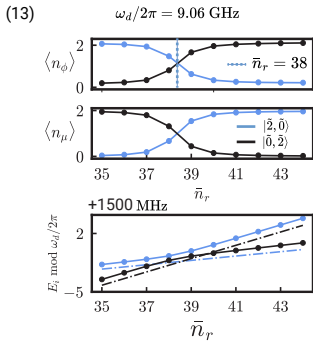 (13)
ω_d/2π = 9.06 GHz
⟨n_ϕ⟩
2
0
n̄_r = 38
⟨n_μ⟩
2
0
|2̃, 0̃⟩
|0̃, 2̃⟩
35 37 39 41 43
n̄_r
+1500 MHz
E_i mod ω_d/2π
2
−5
35 37 39 41 43
n̄_r